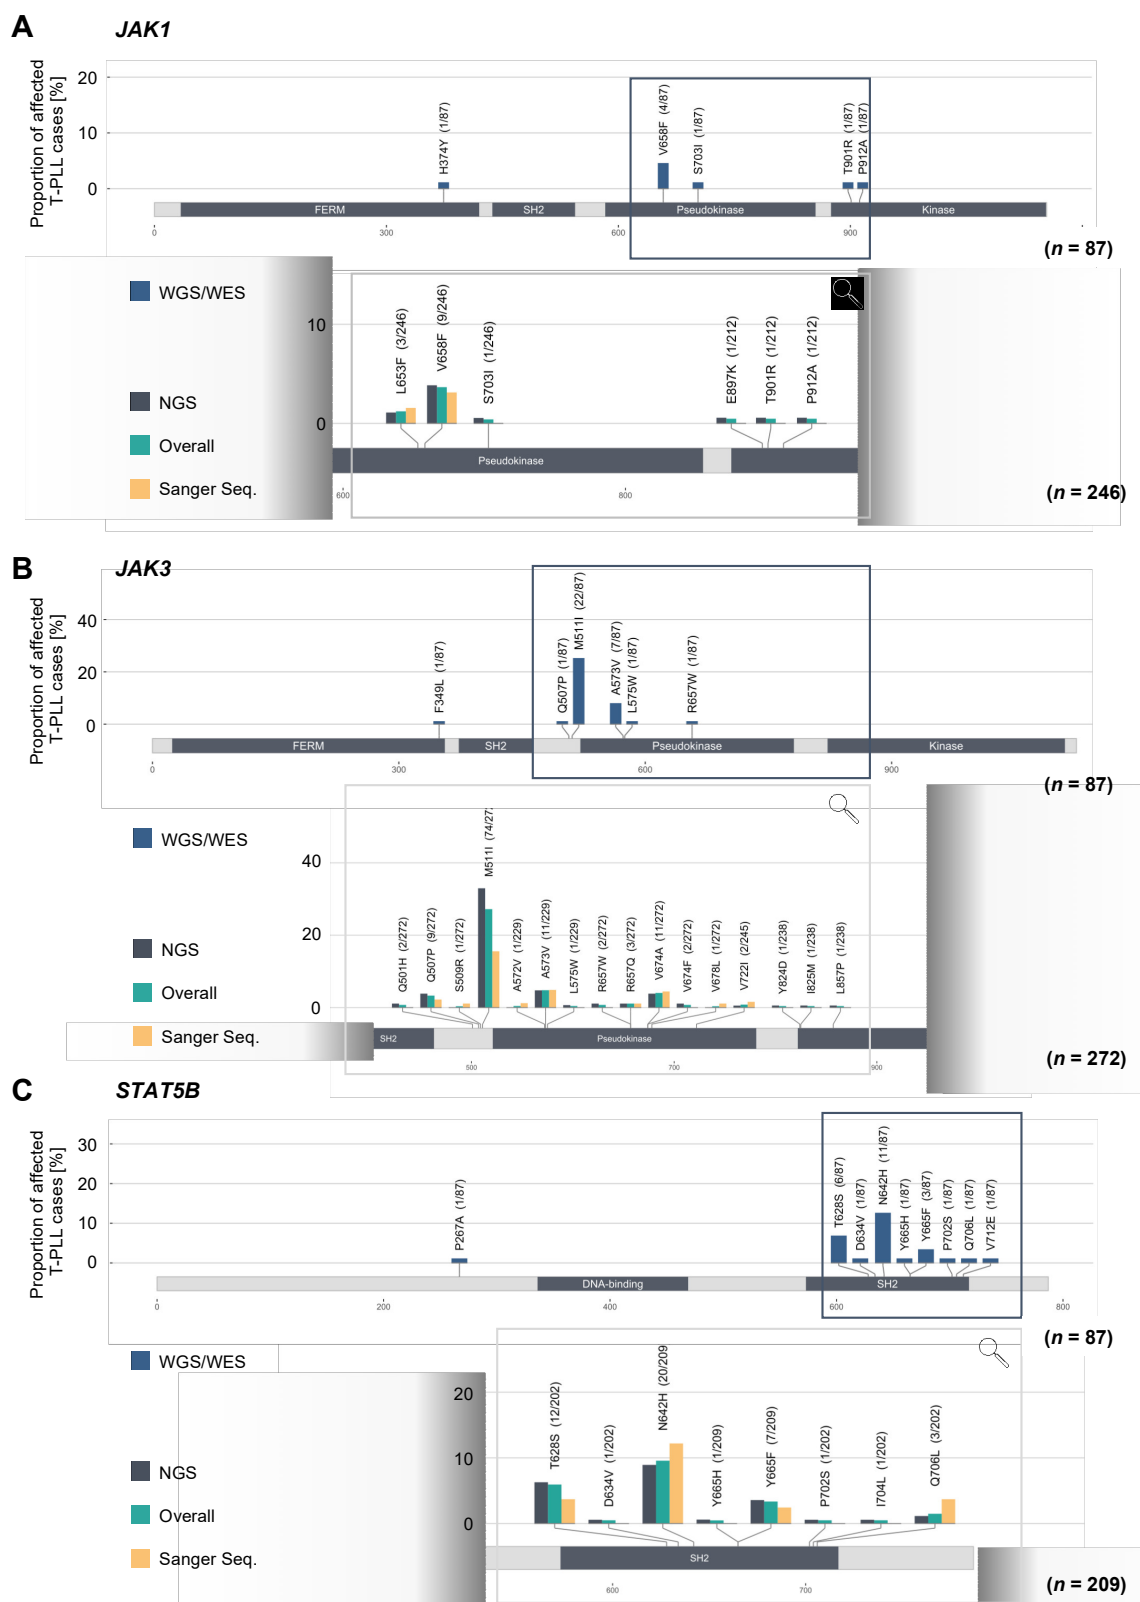 A
JAK1
Proportion of affected
T-PLL cases [%]
20
10
0
H374Y (1/87)
V658F (4/87)
S703I (1/87)
T901R (1/87)
P912A (1/87)
FERM
SH2
Pseudokinase
Kinase
0
300
600
900
(n = 87)
WGS/WES
NGS
Overall
Sanger Seq.
10
0
L653F (3/246)
V658F (9/246)
S703I (1/246)
E897K (1/212)
T901R (1/212)
P912A (1/212)
Pseudokinase
600
800
(n = 246)
B
JAK3
Proportion of affected
T-PLL cases [%]
40
20
0
F349L (1/87)
Q507P (1/87)
M511I (22/87)
A573V (7/87)
L575W (1/87)
R657W (1/87)
FERM
SH2
Pseudokinase
Kinase
0
300
600
900
(n = 87)
WGS/WES
NGS
Overall
Sanger Seq.
40
20
0
Q501H (2/272)
Q507P (9/272)
S509R (1/272)
M511I (74/27
A572V (1/229)
A573V (11/229)
L575W (1/229)
R657W (2/272)
R657Q (3/272)
V674A (11/272)
V674F (2/272)
V678L (1/272)
V722I (2/245)
Y824D (1/238)
I825M (1/238)
L857P (1/238)
SH2
Pseudokinase
500
700
900
(n = 272)
C
STAT5B
Proportion of affected
T-PLL cases [%]
30
20
10
0
P267A (1/87)
T628S (6/87)
D634V (1/87)
N642H (11/87)
Y665H (1/87)
Y665F (3/87)
P702S (1/87)
Q706L (1/87)
V712E (1/87)
DNA-binding
SH2
0
200
400
600
800
(n = 87)
WGS/WES
NGS
Overall
Sanger Seq.
20
10
0
T628S (12/202)
D634V (1/202)
N642H (20/209
Y665H (1/209)
Y665F (7/209)
P702S (1/202)
I704L (1/202)
Q706L (3/202)
SH2
600
700
(n = 209)